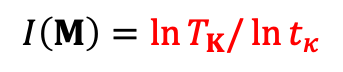 I(𝐌) = ln T_𝐊/ ln t_κ